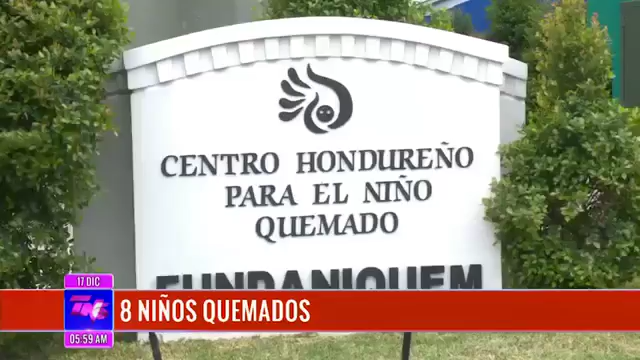 CENTRO HONDUREÑO
PARA EL NIÑO
QUEMADO
FUNDANIQUEM
17 DIC
8 NIÑOS QUEMADOS
05:59 AM